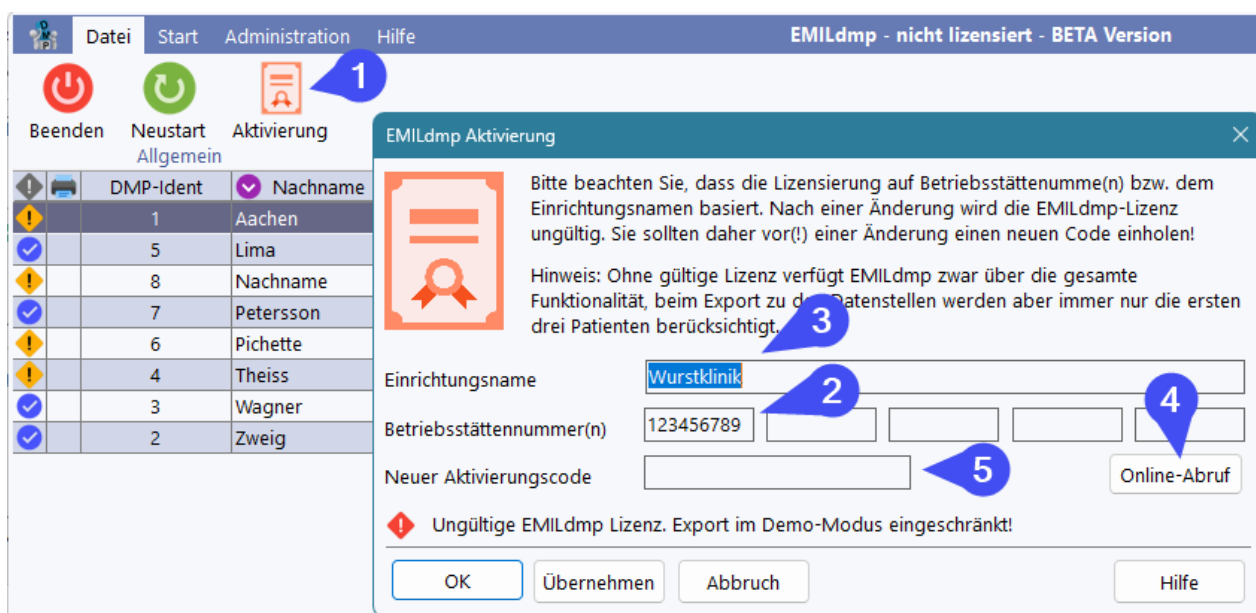 Datei Start Administration Hilfe EMILdmp - nicht lizensiert - BETA Version
1
Beenden Neustart Aktivierung
Allgemein
DMP-Ident Nachname
1 Aachen
5 Lima
8 Nachname
7 Petersson
6 Pichette
4 Theiss
3 Wagner
2 Zweig
EMILdmp Aktivierung
Bitte beachten Sie, dass die Lizensierung auf Betriebsstättenumme(n) bzw. dem
Einrichtungsnamen basiert. Nach einer Änderung wird die EMILdmp-Lizenz
ungültig. Sie sollten daher vor(!) einer Änderung einen neuen Code einholen!
Hinweis: Ohne gültige Lizenz verfügt EMILdmp zwar über die gesamte
Funktionalität, beim Export zu Datenstellen werden aber immer nur die ersten
drei Patienten berücksichtigt.
3
Einrichtungsname Wurstklinik
2
4
Betriebsstättennummer(n) 123456789
Neuer Aktivierungscode 5 Online-Abruf
Ungültige EMILdmp Lizenz. Export im Demo-Modus eingeschränkt!
OK Übernehmen Abbruch Hilfe